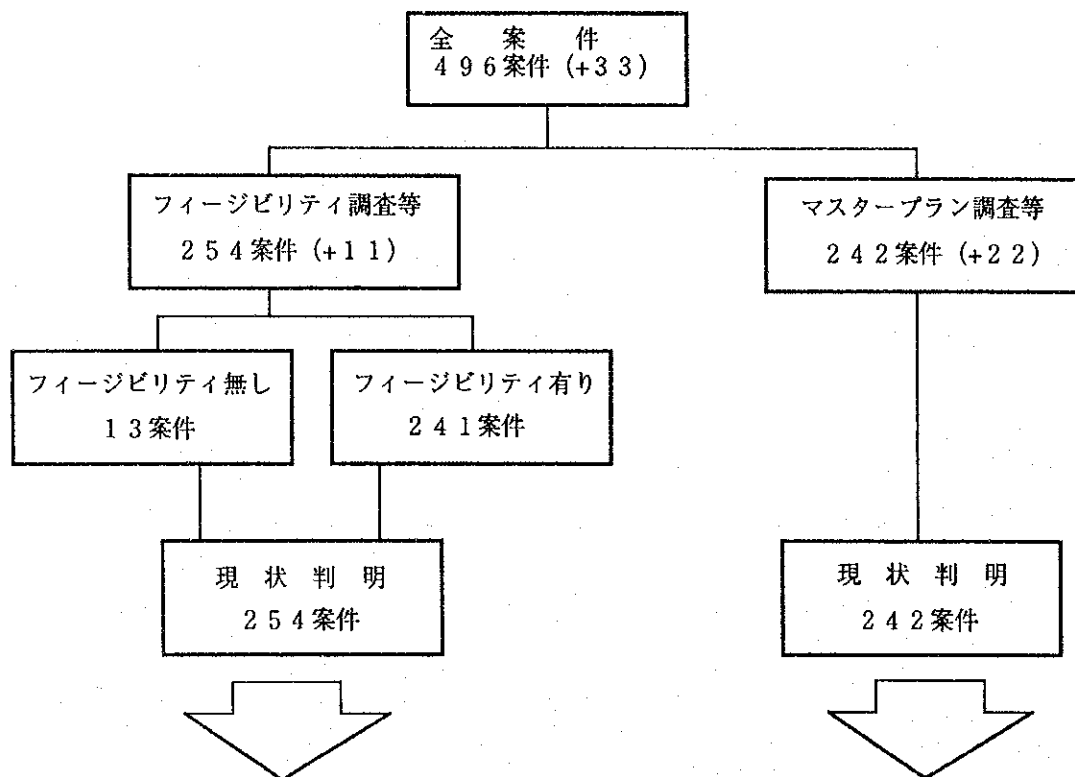 全　案　件
４９６案件 (+３３)
フィージビリティ調査等
２５４案件 (+１１)
マスタープラン調査等
２４２案件 (+２２)
フィージビリティ無し
１３案件
フィージビリティ有り
２４１案件
現　状　判　明
２５４案件
現　状　判　明
２４２案件